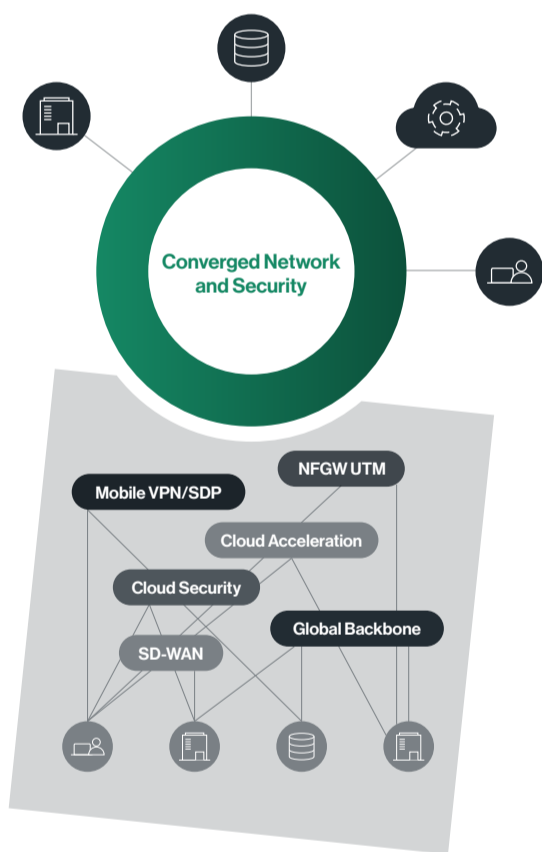 Converged Network
and Security
NFGW UTM
Mobile VPN/SDP
Cloud Acceleration
Cloud Security
Global Backbone
SD-WAN